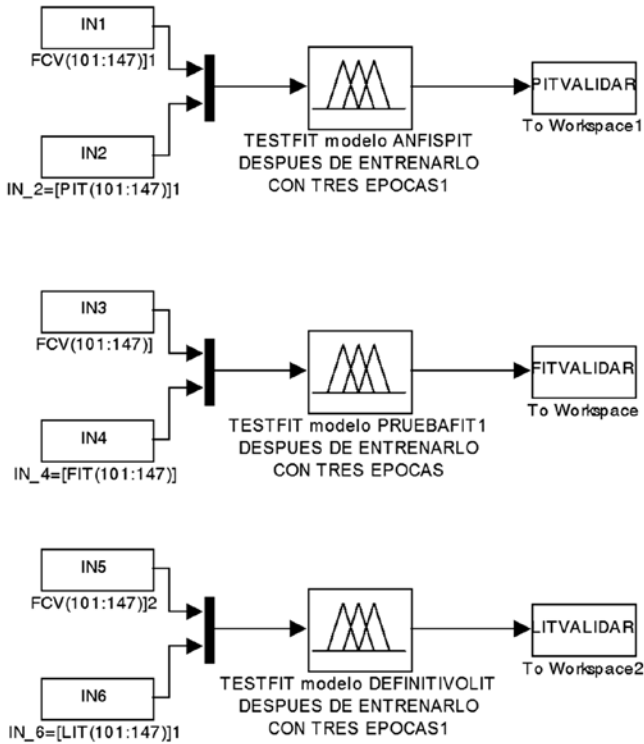 IN1
FCV(101:147)]1
IN2
IN_2=[PIT(101:147)]1
TESTFIT modelo ANFISPIT
DESPUES DE ENTRENARLO
CON TRES EPOCAS1
PITVALIDAR
To Workspace1
IN3
FCV(101:147)]
IN4
IN_4=[FIT(101:147)]
TESTFIT modelo PRUEBAFIT1
DESPUES DE ENTRENARLO
CON TRES EPOCAS
FITVALIDAR
To Workspace
IN5
FCV(101:147)]2
IN6
IN_6=[LIT(101:147)]1
TESTFIT modelo DEFINITIVOLIT
DESPUES DE ENTRENARLO
CON TRES EPOCAS1
LITVALIDAR
To Workspace2